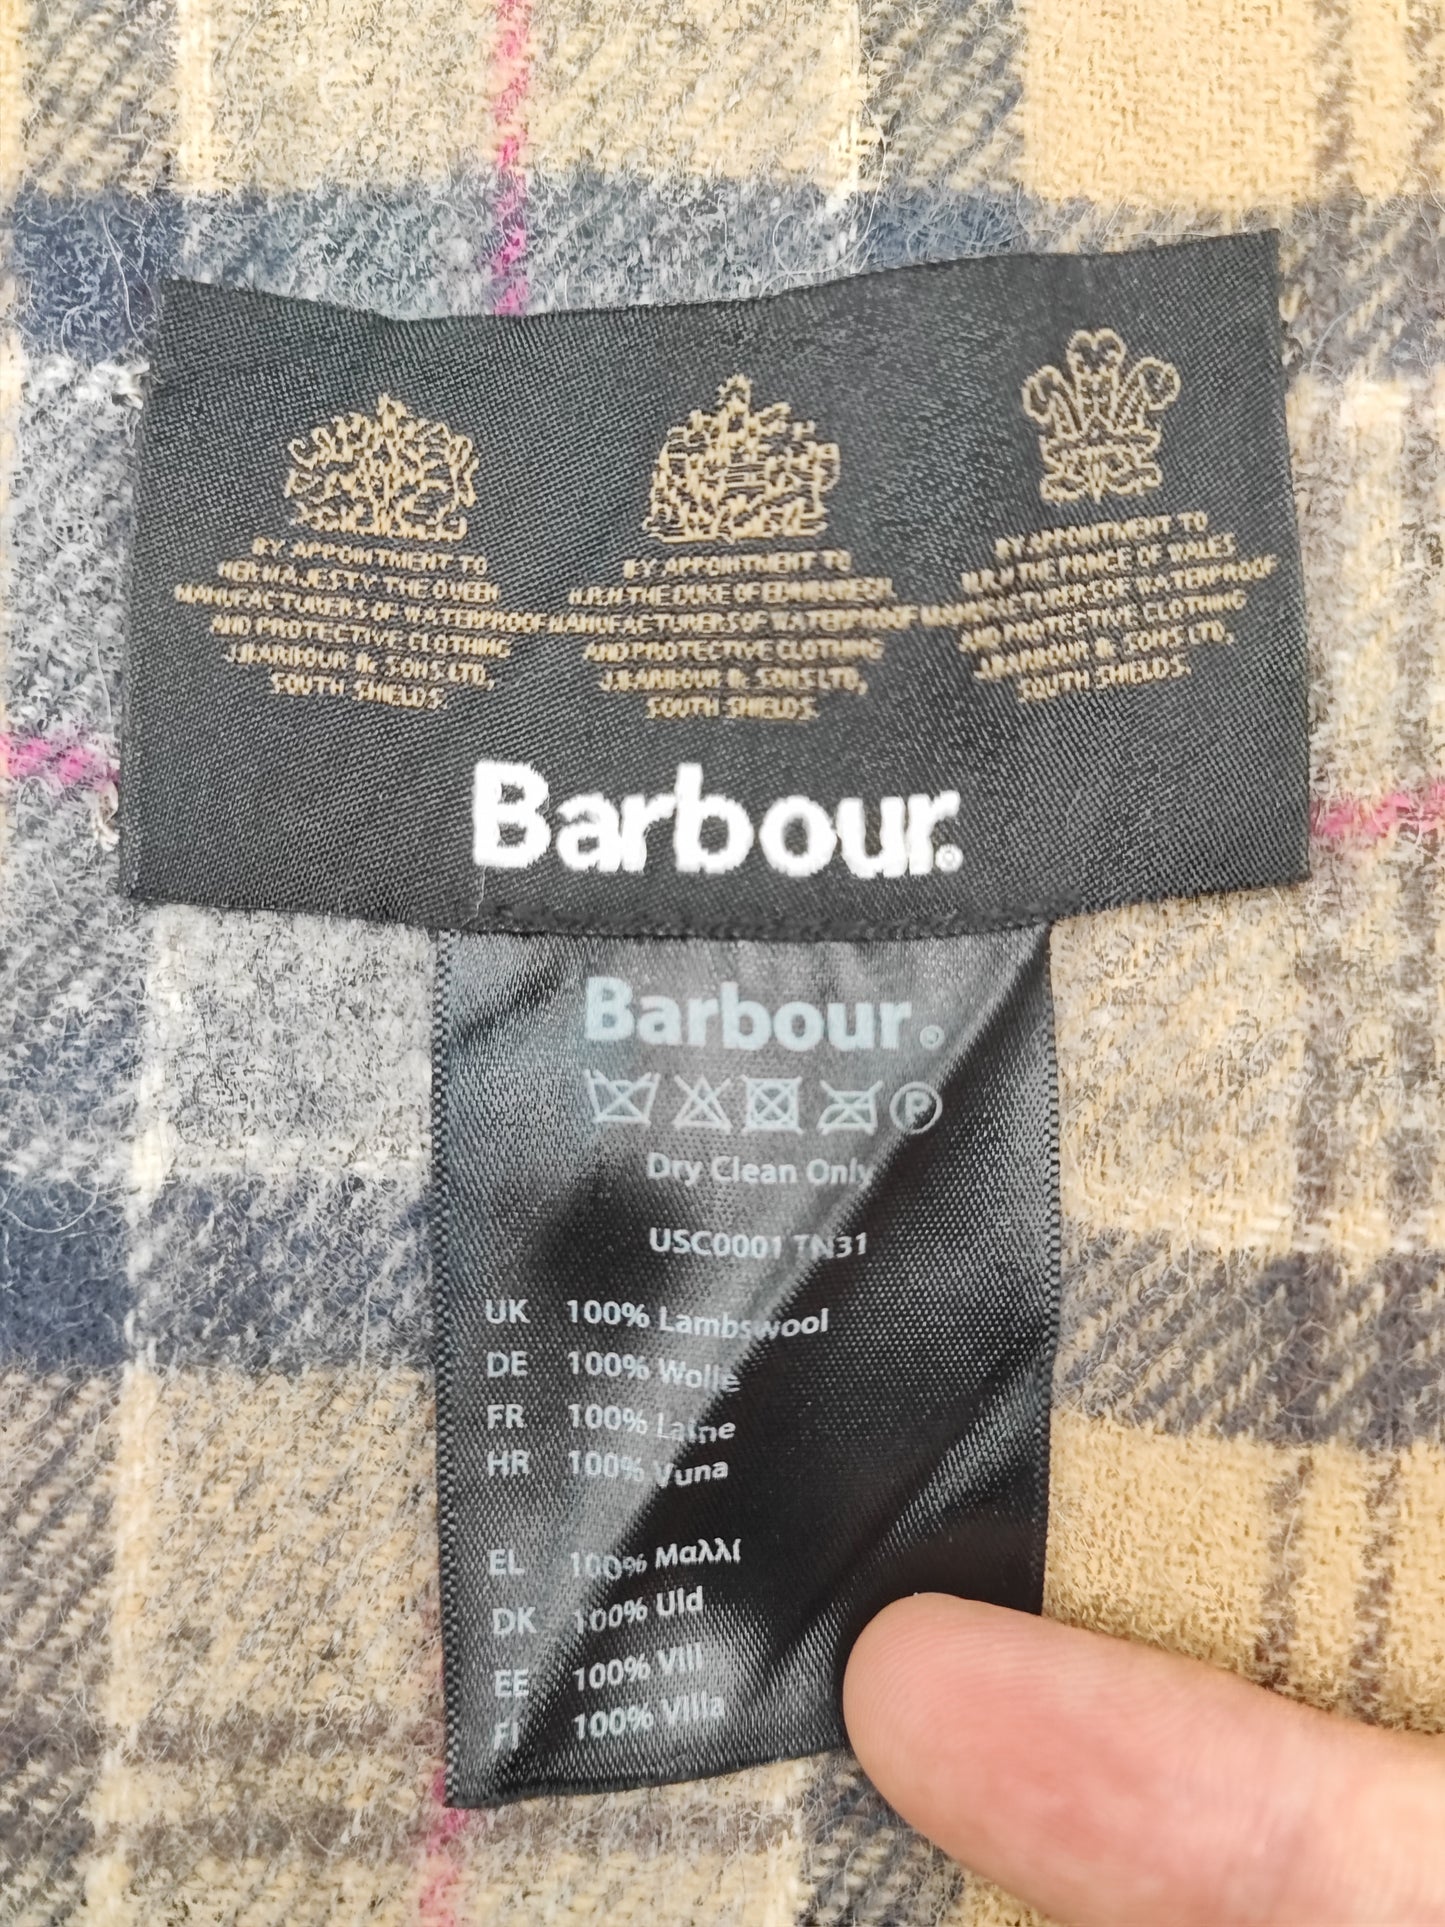 BY APPOINTMENT TO
HER MAJESTY THE QUEEN
MANUFACTURERS OF WATERPROOF
AND PROTECTIVE CLOTHING
J.BARBOUR & SONS LTD,
SOUTH SHIELDS
BY APPOINTMENT TO
H.R.H THE DUKE OF EDINBURGH
MANUFACTURERS OF WATERPROOF
AND PROTECTIVE CLOTHING
J.BARBOUR & SONS LTD,
SOUTH SHIELDS
BY APPOINTMENT TO
H.R.H THE PRINCE OF WALES
MANUFACTURERS OF WATERPROOF
AND PROTECTIVE CLOTHING
J.BARBOUR & SONS LTD,
SOUTH SHIELDS
Barbour®
Barbour®
P
Dry Clean Only
USC0001 TN31
UK 100% Lambswool
DE 100% Wolle
FR 100% Laine
HR 100% Vuna
EL 100% Μαλλί
DK 100% Uld
EE 100% Vill
FI 100% Villa